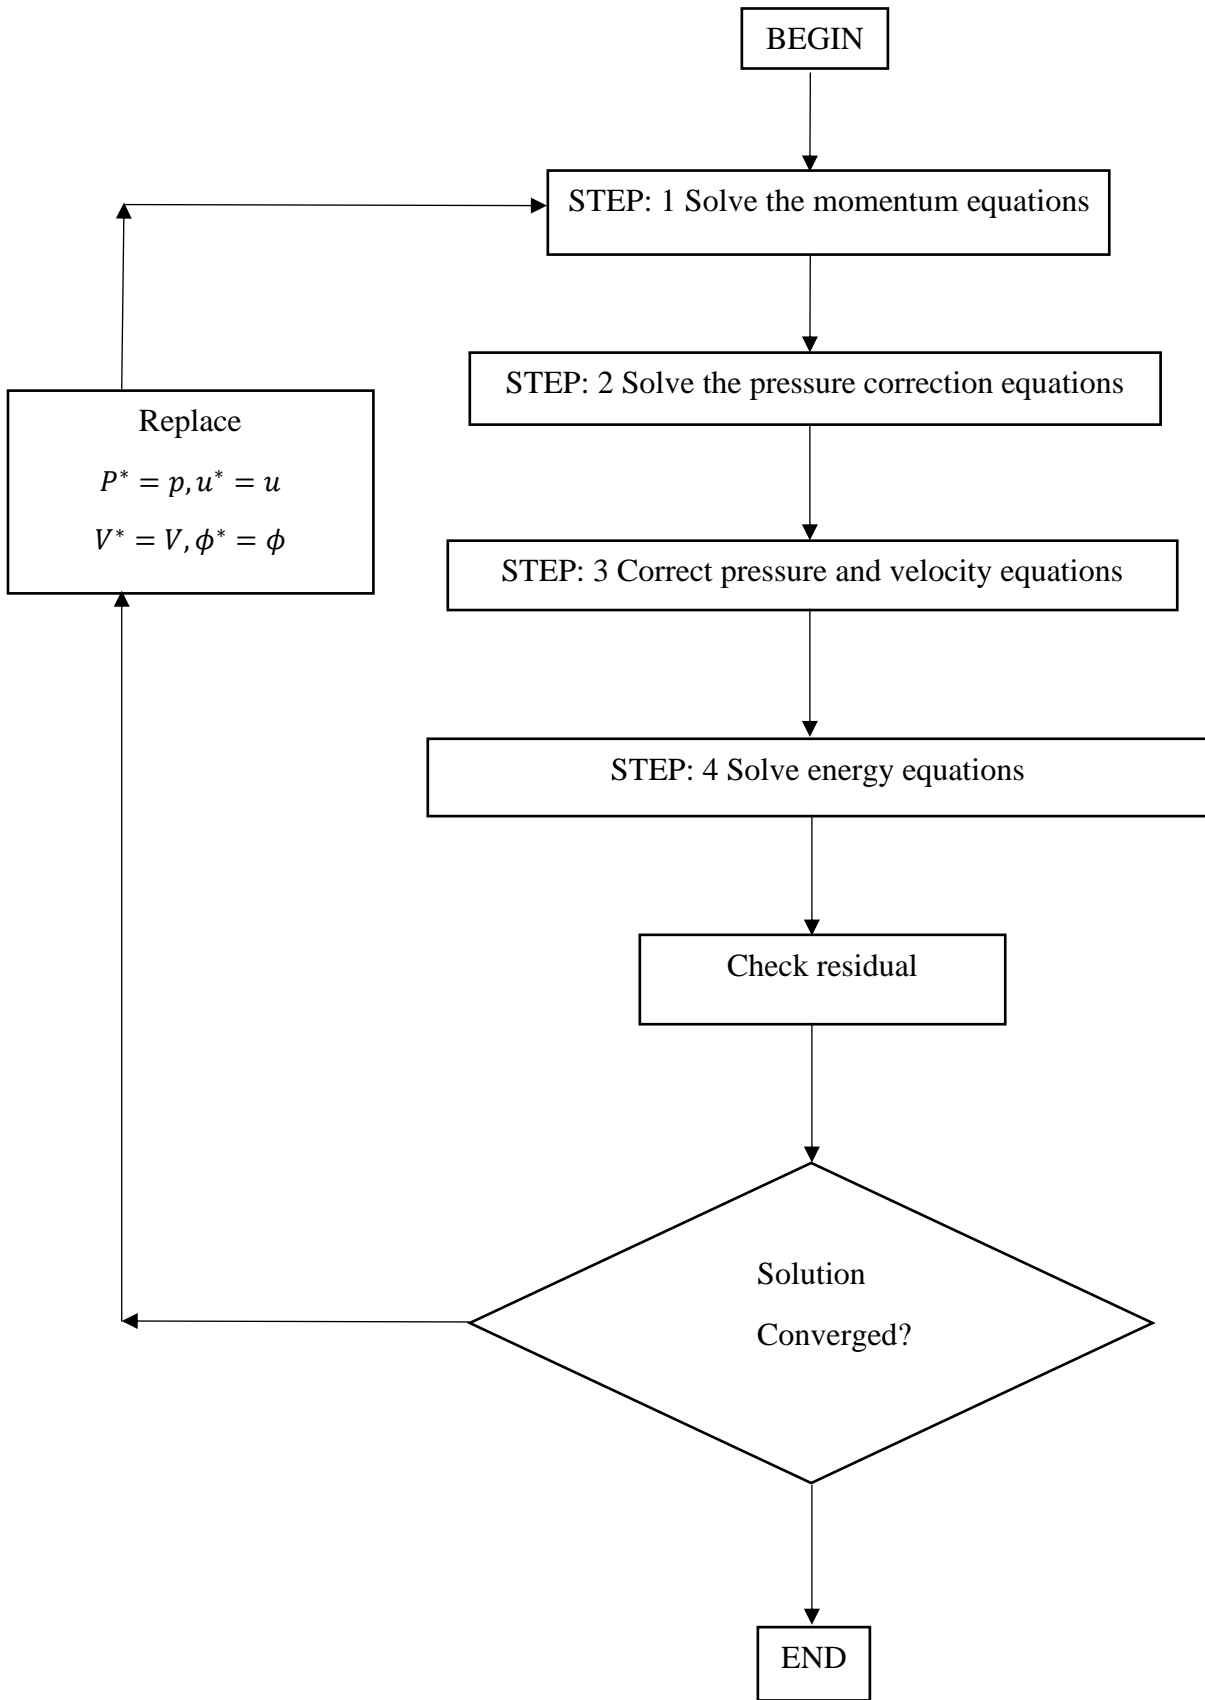 BEGIN
STEP: 1 Solve the momentum equations
STEP: 2 Solve the pressure correction equations
Replace
𝑃* = 𝑝, 𝑢* = 𝑢
𝑉* = 𝑉, 𝜙* = 𝜙
STEP: 3 Correct pressure and velocity equations
STEP: 4 Solve energy equations
Check residual
Solution
Converged?
END